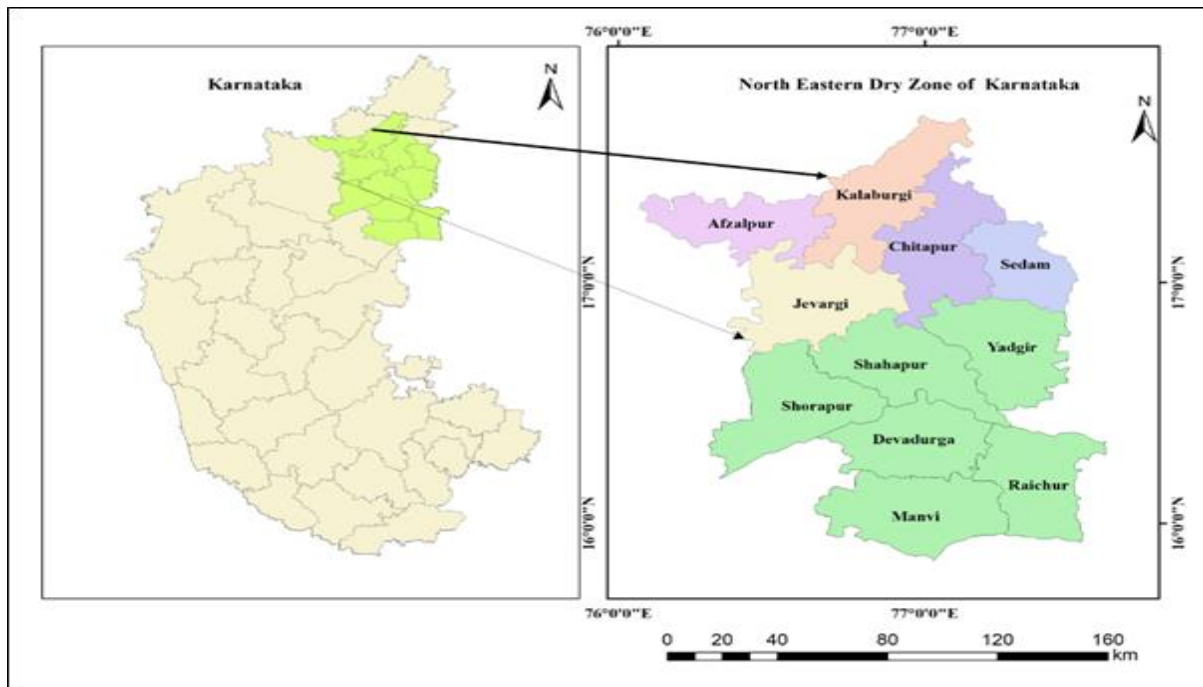 76°0'0"E
77°0'0"E
Karnataka
N
North Eastern Dry Zone of Karnataka
N
Kalaburgi
Afzalpur
Chitapur
Sedam
17°0'0"N
17°0'0"N
Jevargi
Yadgir
Shahapur
Shorapur
Devadurga
Raichur
Manvi
16°0'0"N
16°0'0"N
76°0'0"E
77°0'0"E
0 20 40 80 120 160
km